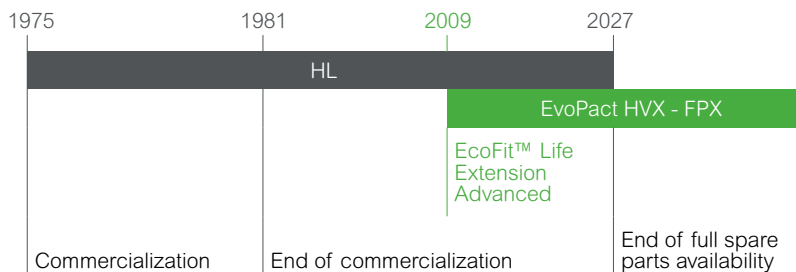 1975 1981 2009 2027
HL
EvoPact HVX - FPX
EcoFit™ Life
Extension
Advanced
Commercialization
End of commercialization
End of full spare
parts availability